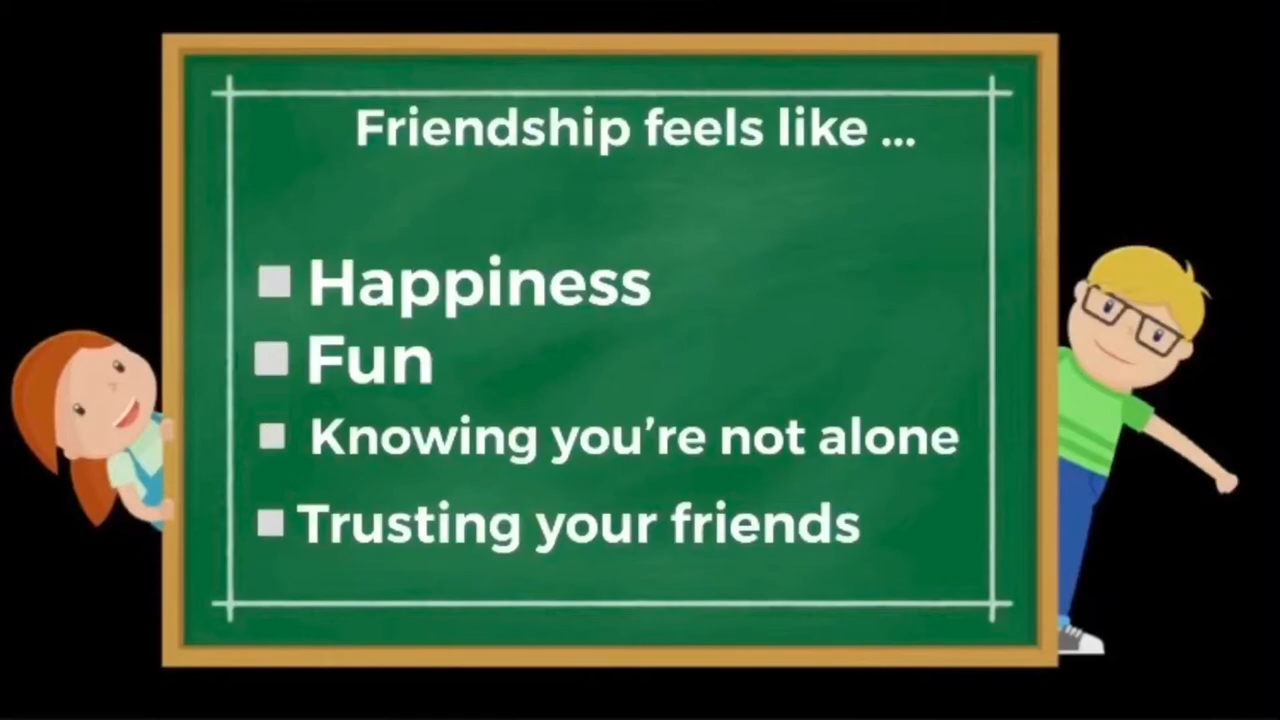 Friendship feels like ...
Happiness
Fun
Knowing you’re not alone
Trusting your friends